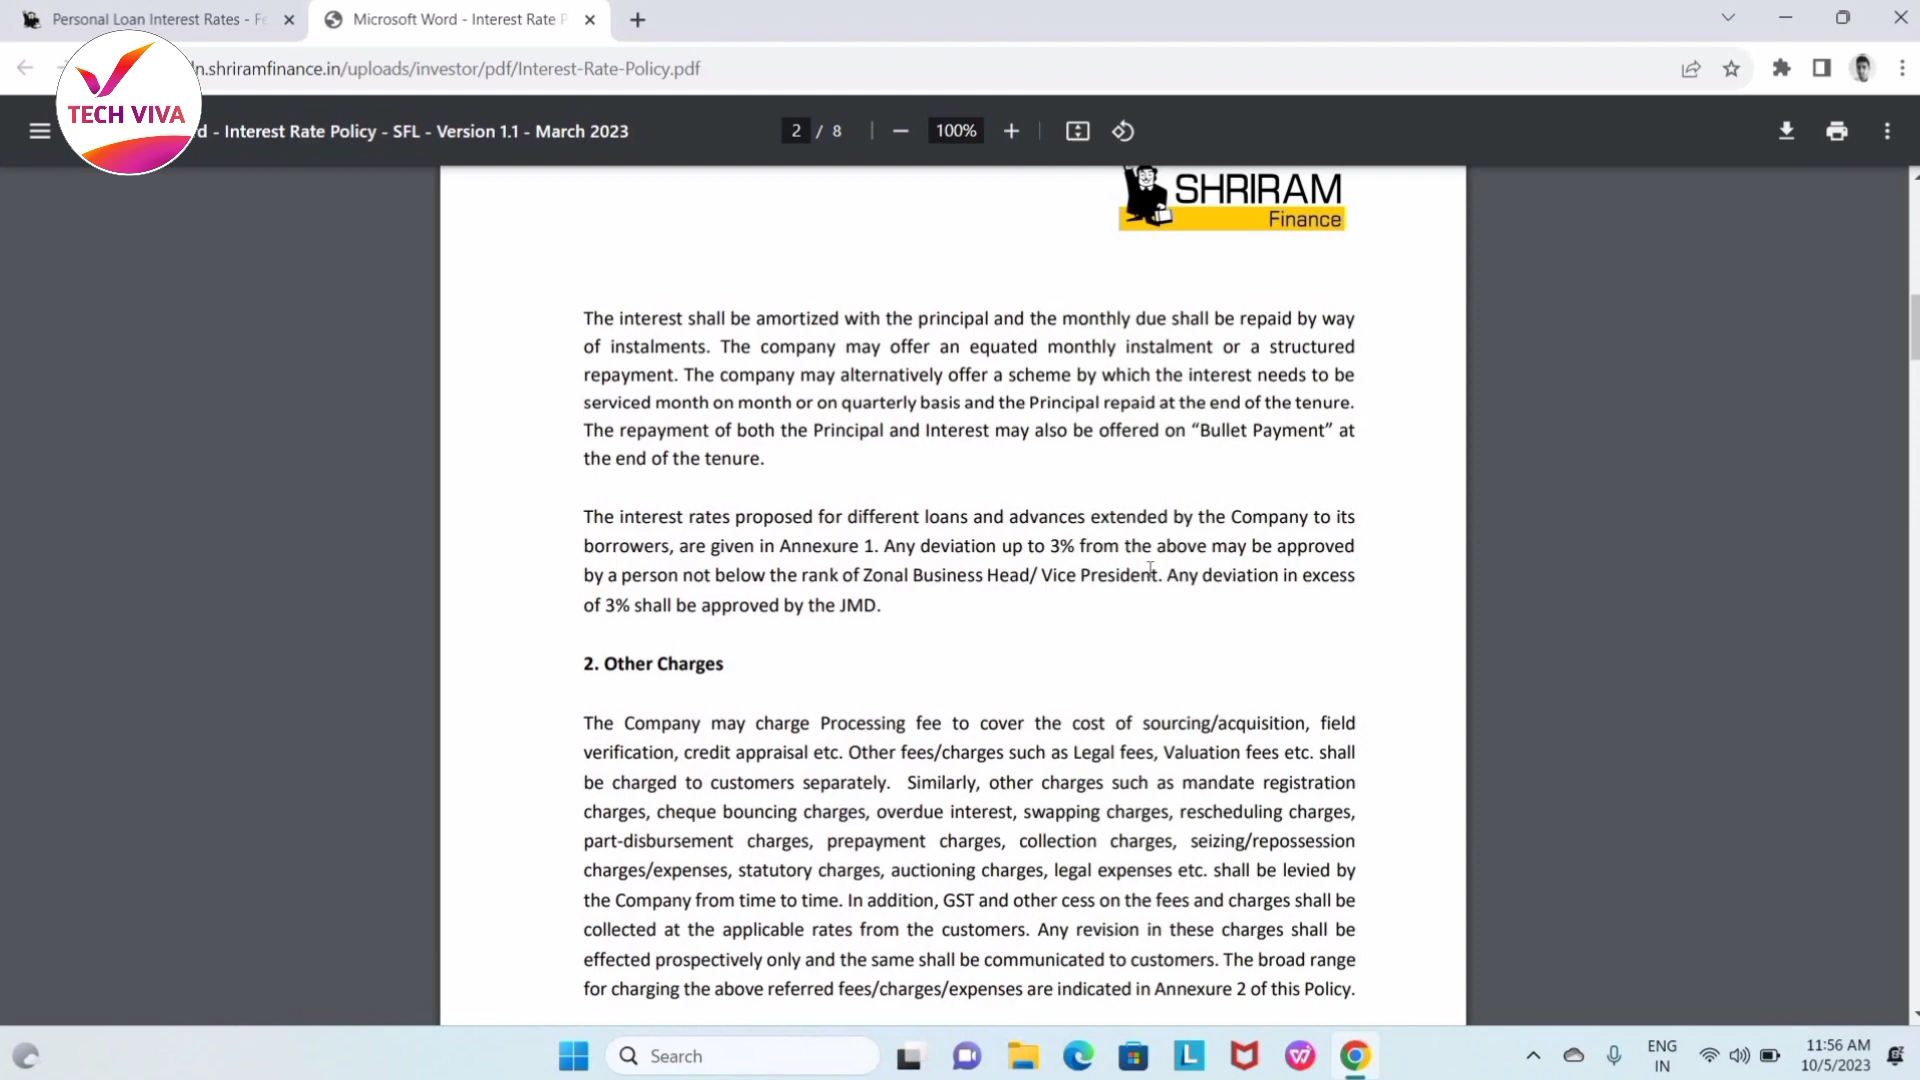 Personal Loan Interest Rates - Fe
Microsoft Word - Interest Rate P
TECH VIVA
ln.shriramfinance.in/uploads/investor/pdf/Interest-Rate-Policy.pdf
d - Interest Rate Policy - SFL - Version 1.1 - March 2023
2 / 8
100%
SHRIRAM
Finance
The interest shall be amortized with the principal and the monthly due shall be repaid by way
of instalments. The company may offer an equated monthly instalment or a structured
repayment. The company may alternatively offer a scheme by which the interest needs to be
serviced month on month or on quarterly basis and the Principal repaid at the end of the tenure.
The repayment of both the Principal and Interest may also be offered on “Bullet Payment” at
the end of the tenure.
The interest rates proposed for different loans and advances extended by the Company to its
borrowers, are given in Annexure 1. Any deviation up to 3% from the above may be approved
by a person not below the rank of Zonal Business Head/ Vice President. Any deviation in excess
of 3% shall be approved by the JMD.
2. Other Charges
The Company may charge Processing fee to cover the cost of sourcing/acquisition, field
verification, credit appraisal etc. Other fees/charges such as Legal fees, Valuation fees etc. shall
be charged to customers separately. Similarly, other charges such as mandate registration
charges, cheque bouncing charges, overdue interest, swapping charges, rescheduling charges,
part-disbursement charges, prepayment charges, collection charges, seizing/repossession
charges/expenses, statutory charges, auctioning charges, legal expenses etc. shall be levied by
the Company from time to time. In addition, GST and other cess on the fees and charges shall be
collected at the applicable rates from the customers. Any revision in these charges shall be
effected prospectively only and the same shall be communicated to customers. The broad range
for charging the above referred fees/charges/expenses are indicated in Annexure 2 of this Policy.
Search
ENG
IN
11:56 AM
10/5/2023